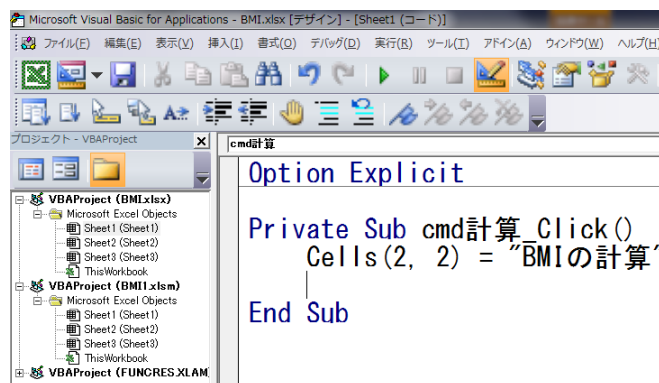 Microsoft Visual Basic for Applications - BMI.xlsx [デザイン] - [Sheet1 (コード)]
ファイル(F) 編集(E) 表示(V) 挿入(I) 書式(O) デバッグ(D) 実行(R) ツール(T) アドイン(A) ウィンドウ(W) ヘルプ(H)
プロジェクト - VBAProject
cmd計算
VBAProject (BMI.xlsx)
Microsoft Excel Objects
Sheet1 (Sheet1)
Sheet2 (Sheet2)
Sheet3 (Sheet3)
ThisWorkbook
VBAProject (BMI1.xlsm)
Microsoft Excel Objects
Sheet1 (Sheet1)
Sheet2 (Sheet2)
Sheet3 (Sheet3)
ThisWorkbook
VBAProject (FUNCRES.XLAM
Option Explicit
Private Sub cmd計算_Click()
Cells(2, 2) = "BMIの計算"
End Sub